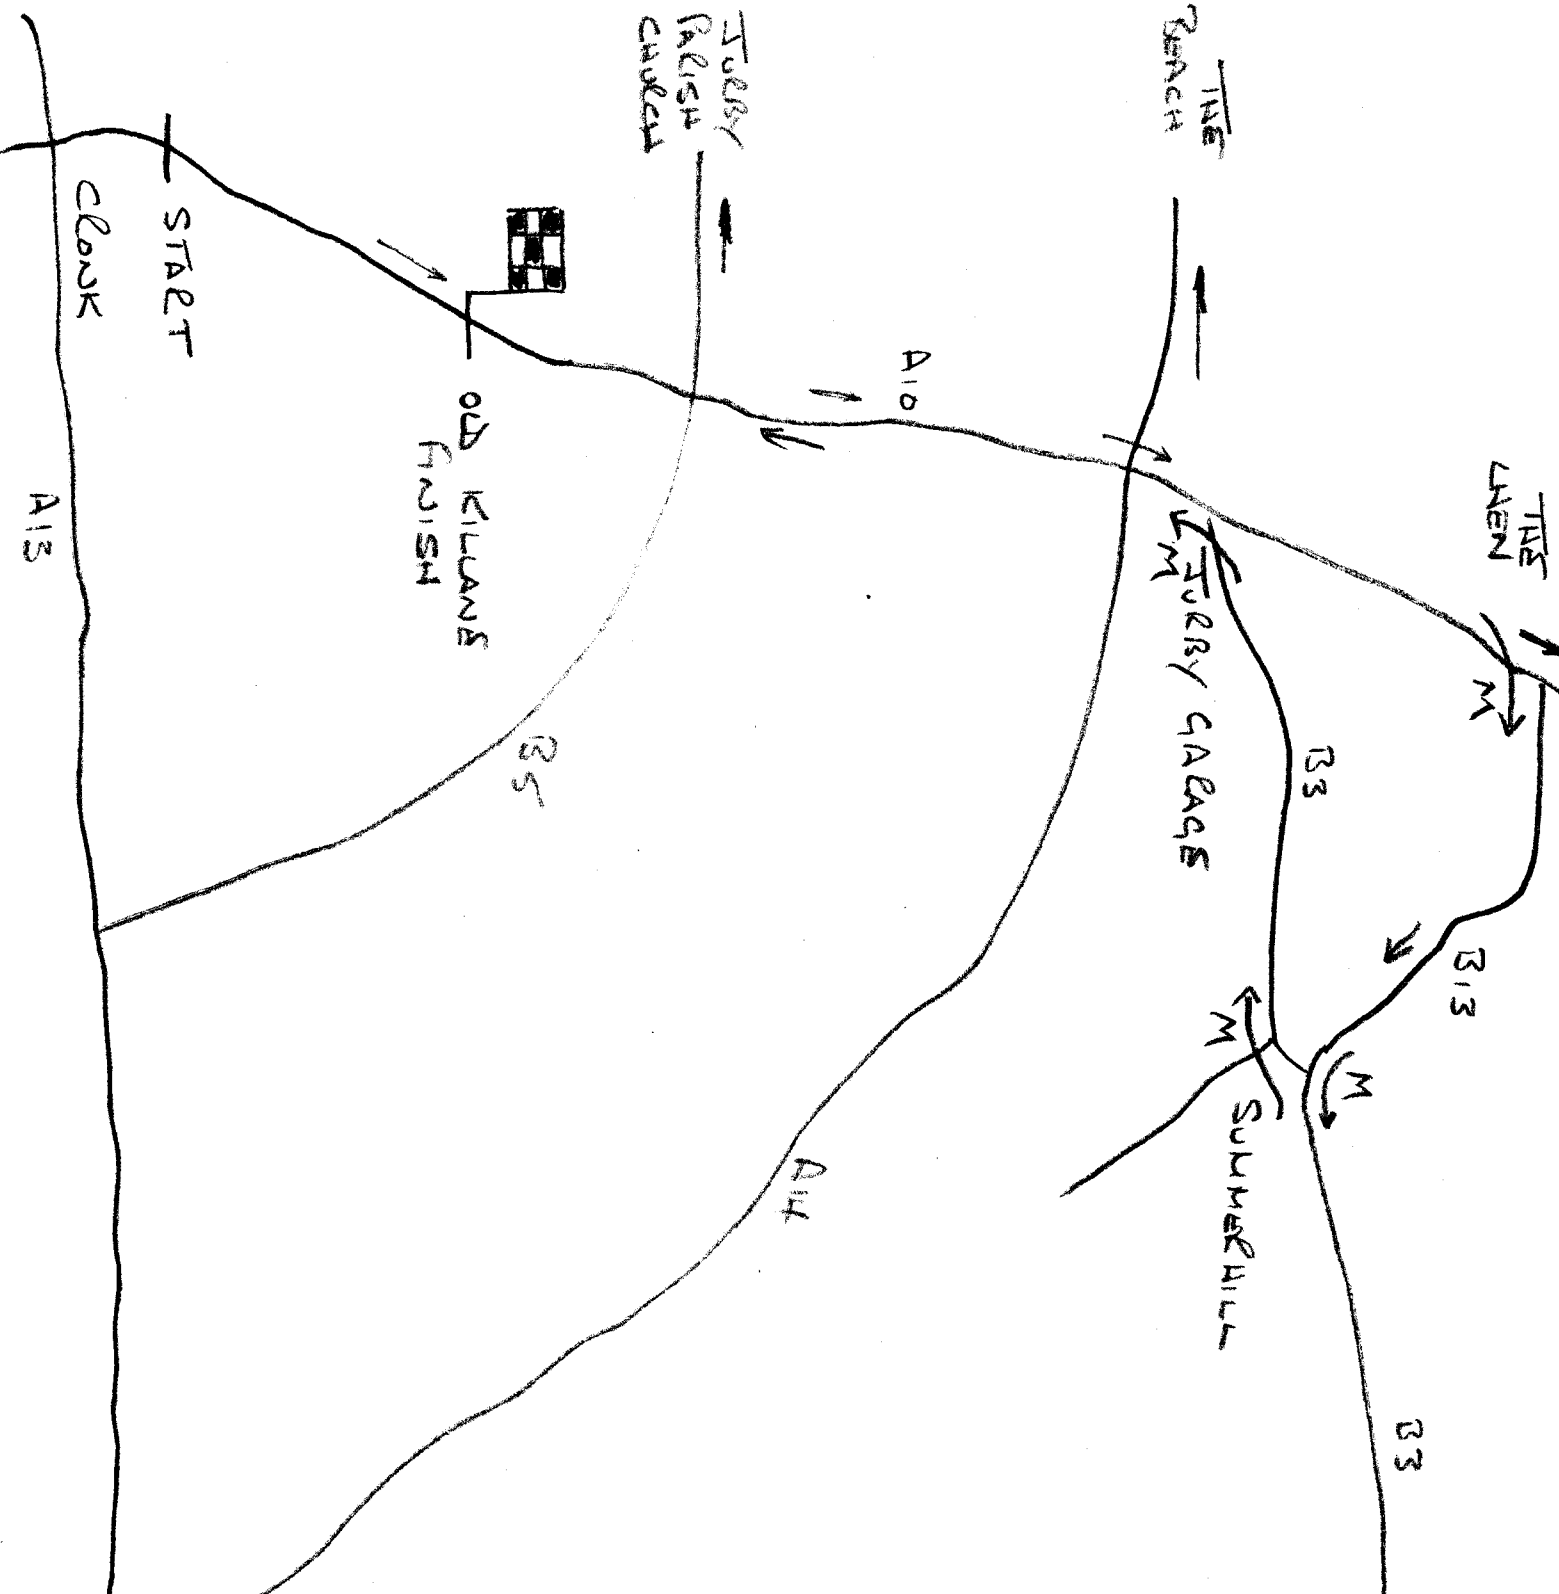 THE
LHEN
M
B13
B3
M
B3
SUMMERHILL
M
THE
BEACH
JURBY GARAGE
M
A10
A14
JURBY
PARISH
CHURCH
B5
OLD KILLANE
FINISH
START
CRONK
A13